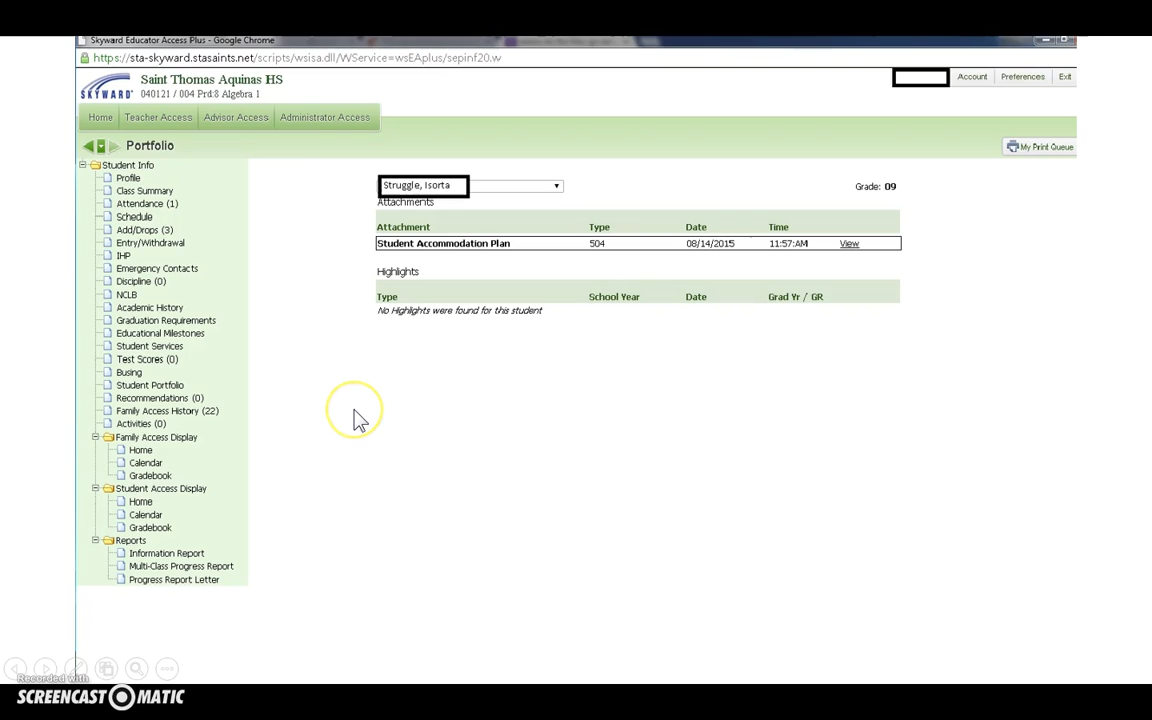 Skyward Educator Access Plus - Google Chrome
https://sta-skyward.stasaints.net/scripts/wsisa.dll/WService=wsEAplus/sepinf20.w
Saint Thomas Aquinas HS
SKYWARD
040121 / 004 Prd:8 Algebra 1
Account Preferences Exit
Home Teacher Access Advisor Access Administrator Access
Portfolio
My Print Queue
Student Info
Profile
Class Summary
Attendance (1)
Schedule
Add/Drops (3)
Entry/Withdrawal
IHP
Emergency Contacts
Discipline (0)
NCLB
Academic History
Graduation Requirements
Educational Milestones
Student Services
Test Scores (0)
Busing
Student Portfolio
Recommendations (0)
Family Access History (22)
Activities (0)
Family Access Display
Home
Calendar
Gradebook
Student Access Display
Home
Calendar
Gradebook
Reports
Information Report
Multi-Class Progress Report
Progress Report Letter
Struggle, Isorta
Grade: 09
Attachments
Attachment Type Date Time
Student Accommodation Plan 504 08/14/2015 11:57:AM View
Highlights
Type School Year Date Grad Yr / GR
No Highlights were found for this student
Recorded with
SCREENCAST MATIC